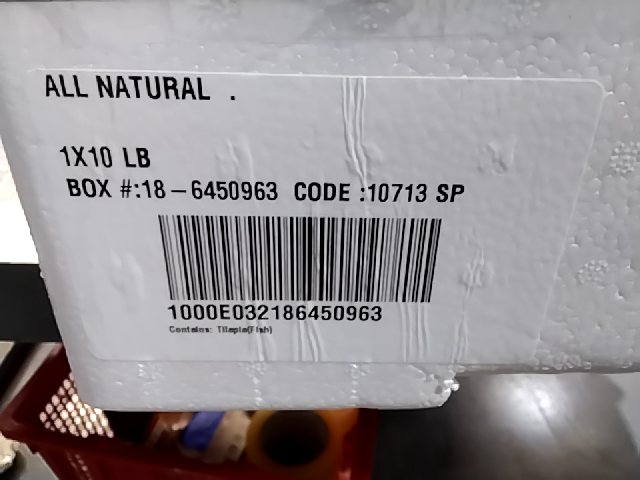 ALL NATURAL .
1X10 LB
BOX #:18-6450963 CODE :10713 SP
1000E032186450963
Contains: Tilapia(Fish)